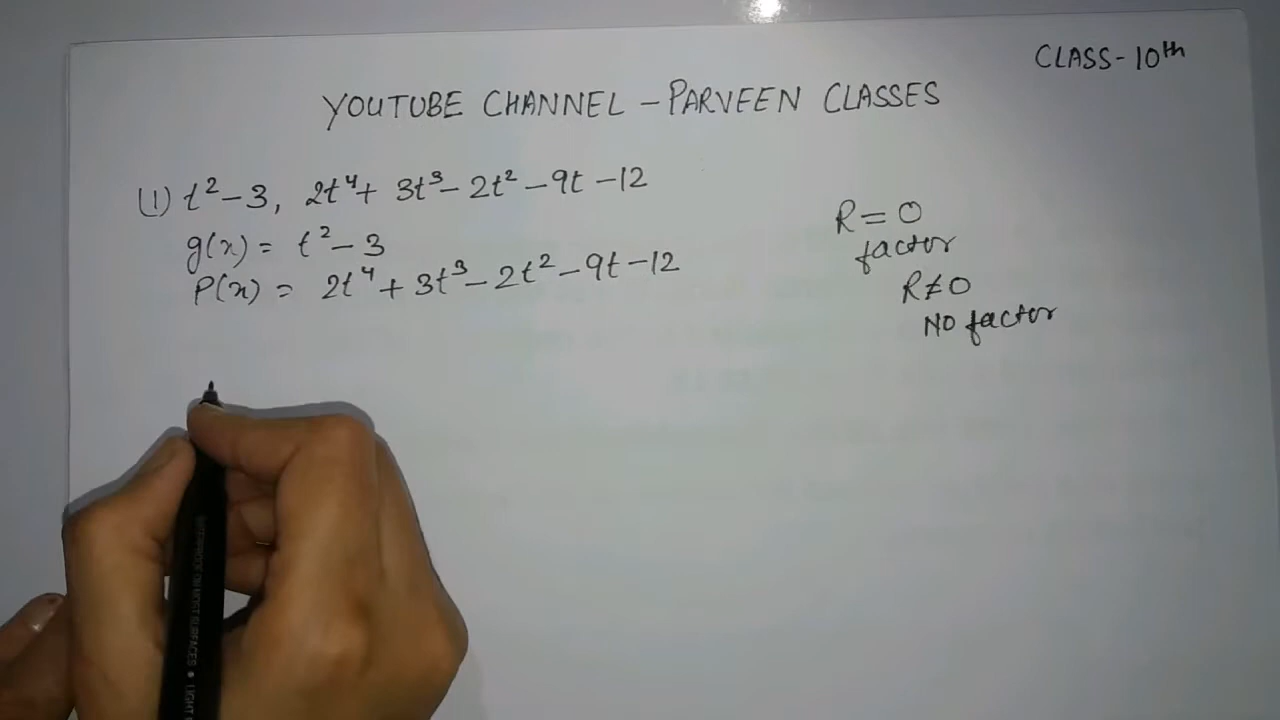 CLASS-10th
YOUTUBE CHANNEL - PARVEEN CLASSES
(1) t²-3, 2t⁴+ 3t³- 2t² -9t -12
g(x) = t²-3
P(x) = 2t⁴+3t³-2t²-9t-12
R=0
factor
R≠0
No factor